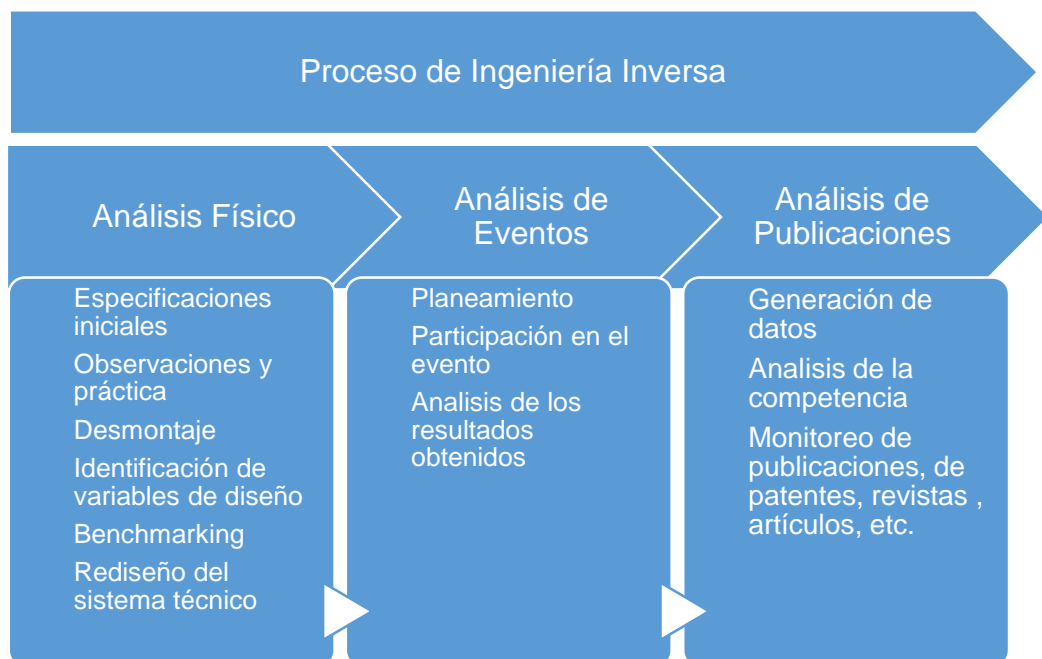 Proceso de Ingeniería Inversa
Análisis Físico
Análisis de
Eventos
Análisis de
Publicaciones
Especificaciones
iniciales
Observaciones y
práctica
Desmontaje
Identificación de
variables de diseño
Benchmarking
Rediseño del
sistema técnico
Planeamiento
Participación en el
evento
Analisis de los
resultados
obtenidos
Generación de
datos
Analisis de la
competencia
Monitoreo de
publicaciones, de
patentes, revistas ,
artículos, etc.